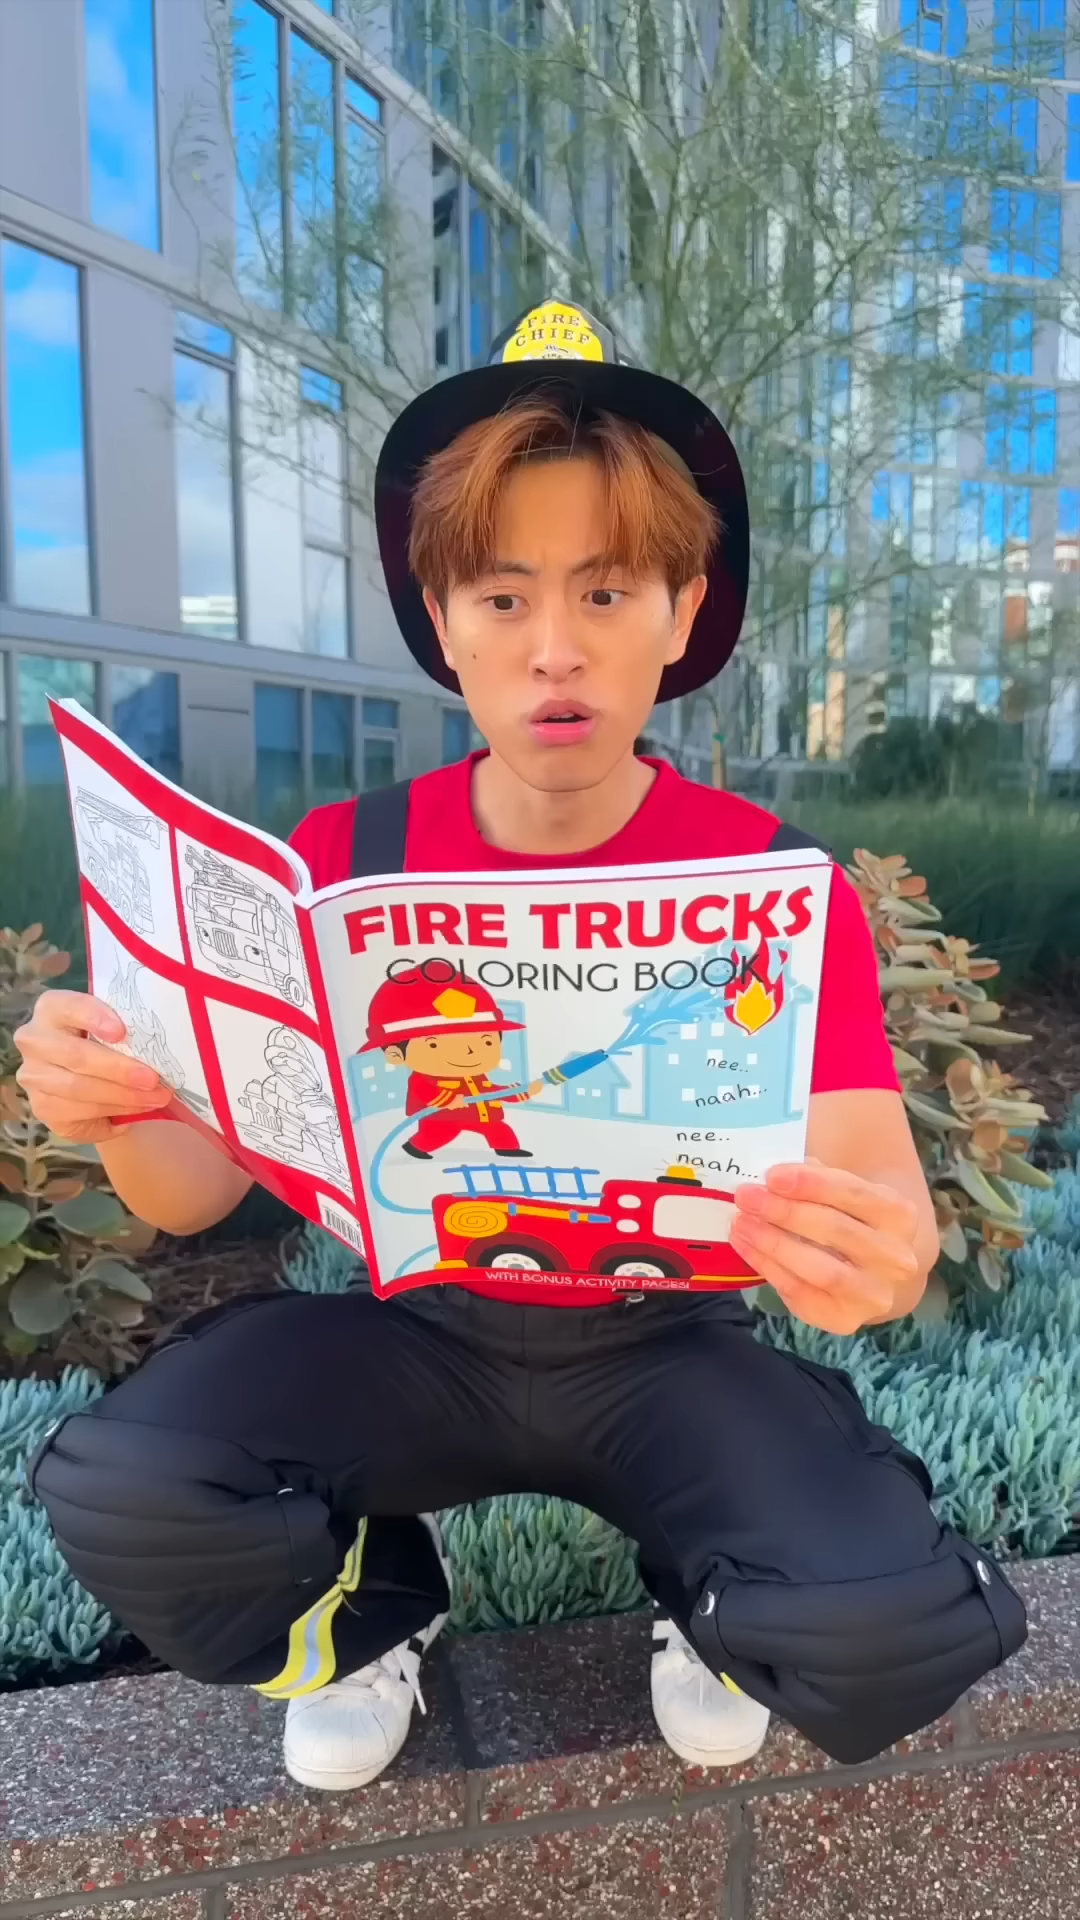 FIRE
CHIEF
FIRE TRUCKS
COLORING BOOK
nee..
naah...
nee..
naah...
WITH BONUS ACTIVITY PAGES!